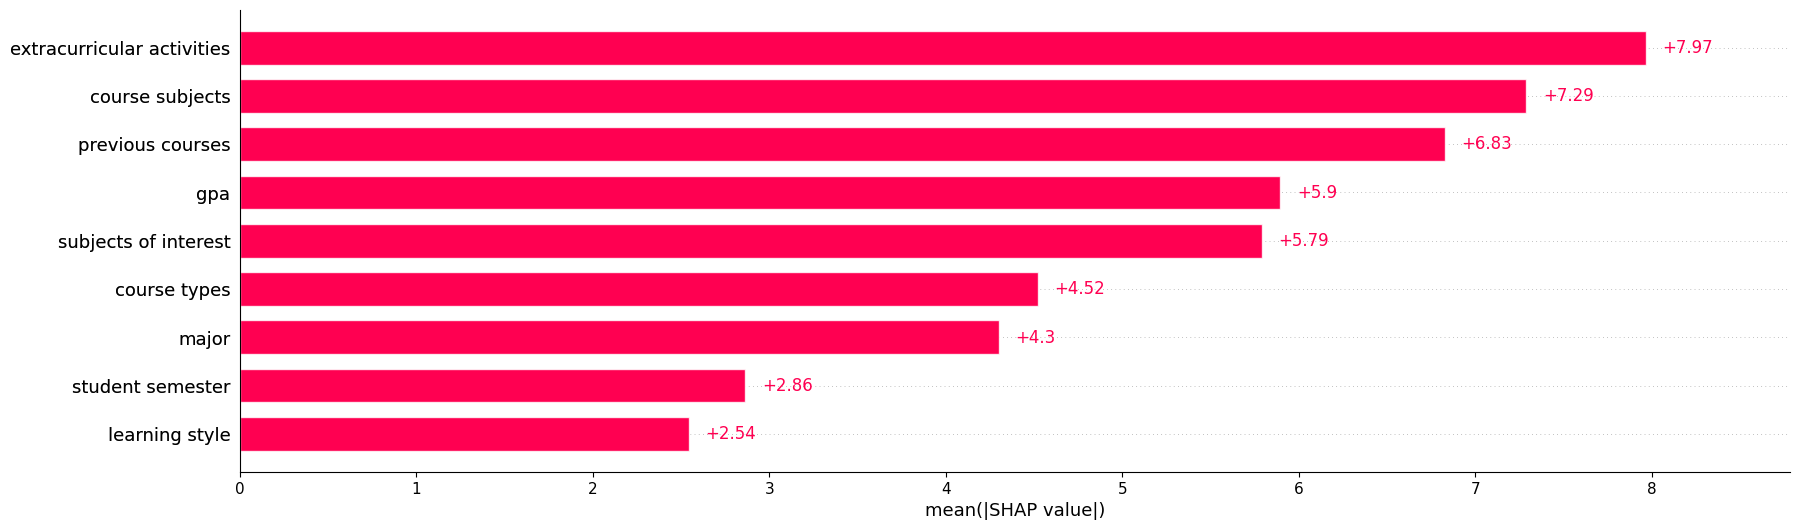 extracurricular activities +7.97
course subjects +7.29
previous courses +6.83
gpa +5.9
subjects of interest +5.79
course types +4.52
major +4.3
student semester +2.86
learning style +2.54
0 1 2 3 4 5 6 7 8
mean(|SHAP value|)